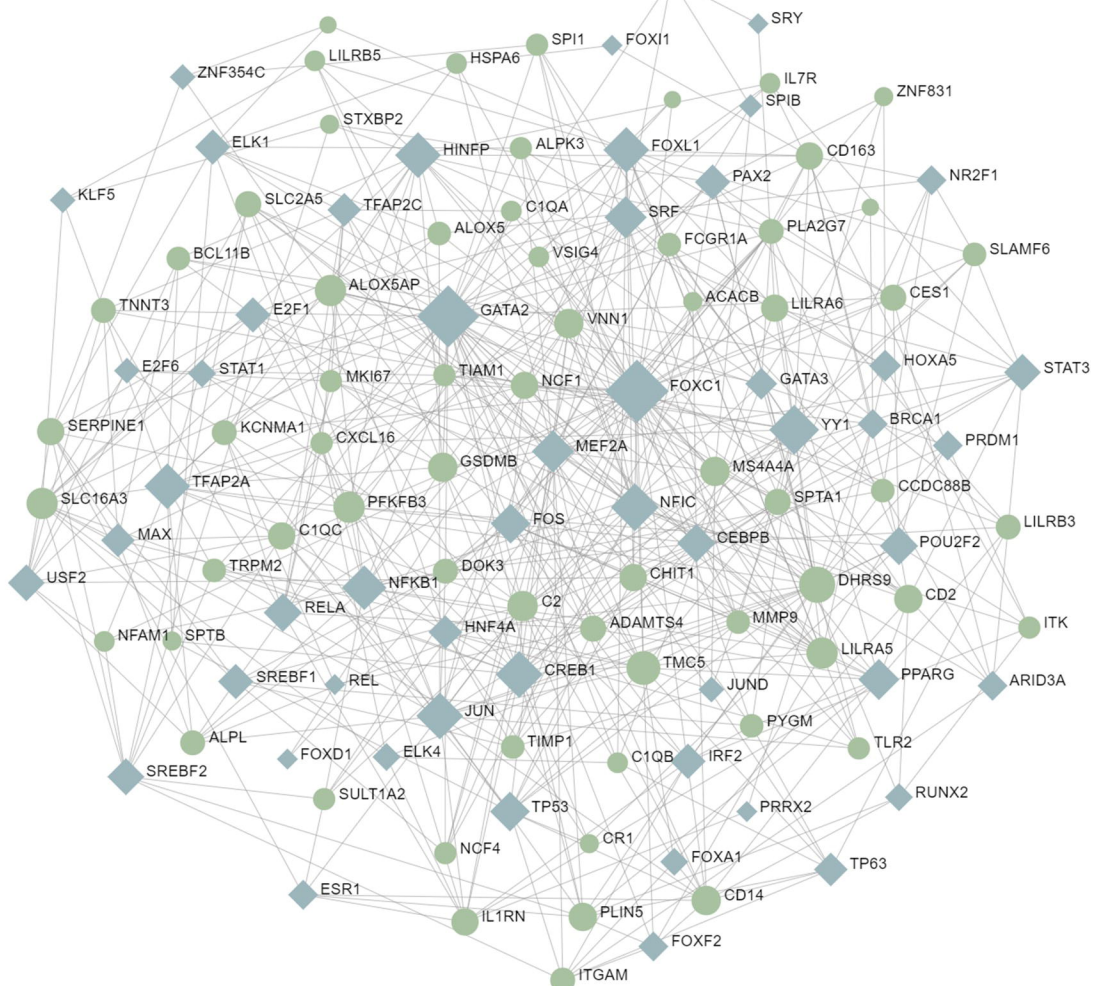 SRY
FOXI1
SPI1
LILRB5
HSPA6
ZNF354C
IL7R
ZNF831
SPIB
STXBP2
ELK1
HINFP
ALPK3
FOXL1
CD163
PAX2
NR2F1
KLF5
SLC2A5
TFAP2C
C1QA
SRF
ALOX5
FCGR1A
PLA2G7
BCL11B
VSIG4
SLAMF6
ALOX5AP
CES1
ACACB
LILRA6
TNNT3
E2F1
GATA2
VNN1
HOXA5
E2F6
STAT1
MKI67
TIAM1
NCF1
FOXC1
GATA3
STAT3
SERPINE1
KCNMA1
CXCL16
YY1
BRCA1
PRDM1
MEF2A
GSDMB
MS4A4A
TFAP2A
CCDC88B
SLC16A3
PFKFB3
NFIC
SPTA1
FOS
LILRB3
MAX
C1QC
CEBPB
POU2F2
TRPM2
DOK3
CHIT1
DHRS9
USF2
NFKB1
CD2
RELA
C2
HNF4A
ADAMTS4
MMP9
ITK
NFAM1
SPTB
LILRA5
TMC5
CREB1
SREBF1
REL
JUND
PPARG
ARID3A
JUN
PYGM
ALPL
TIMP1
TLR2
FOXD1
ELK4
C1QB
IRF2
SREBF2
SULT1A2
RUNX2
TP53
PRRX2
CR1
NCF4
FOXA1
TP63
ESR1
CD14
IL1RN
PLIN5
FOXF2
ITGAM